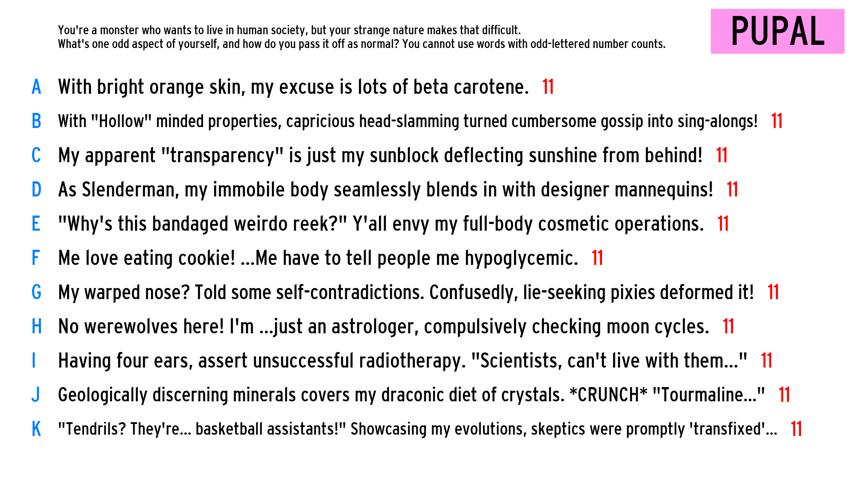 You're a monster who wants to live in human society, but your strange nature makes that difficult.
What's one odd aspect of yourself, and how do you pass it off as normal? You cannot use words with odd-lettered number counts.
PUPAL
A With bright orange skin, my excuse is lots of beta carotene. 11
B With "Hollow" minded properties, capricious head-slamming turned cumbersome gossip into sing-alongs! 11
C My apparent "transparency" is just my sunblock deflecting sunshine from behind! 11
D As Slenderman, my immobile body seamlessly blends in with designer mannequins! 11
E "Why's this bandaged weirdo reek?" Y'all envy my full-body cosmetic operations. 11
F Me love eating cookie! ...Me have to tell people me hypoglycemic. 11
G My warped nose? Told some self-contradictions. Confusedly, lie-seeking pixies deformed it! 11
H No werewolves here! I'm ...just an astrologer, compulsively checking moon cycles. 11
I Having four ears, assert unsuccessful radiotherapy. "Scientists, can't live with them..." 11
J Geologically discerning minerals covers my draconic diet of crystals. *CRUNCH* "Tourmaline..." 11
K "Tendrils? They're... basketball assistants!" Showcasing my evolutions, skeptics were promptly 'transfixed'... 11